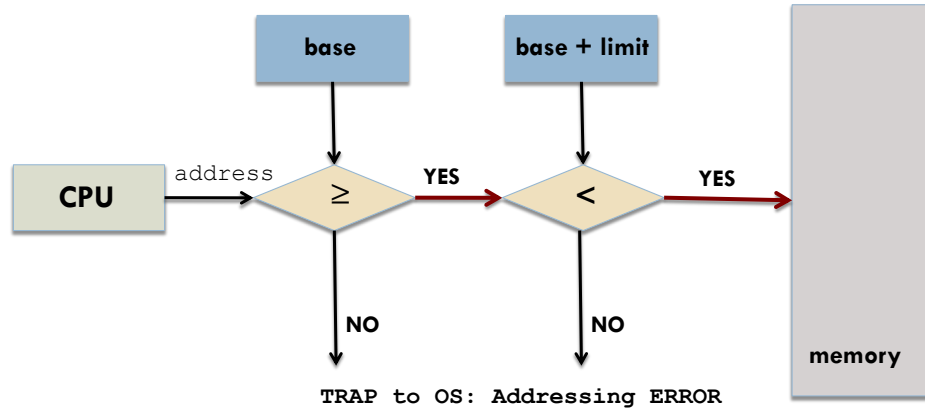 base
base + limit
CPU
address
≥
YES
<
YES
NO
NO
memory
TRAP to OS: Addressing ERROR